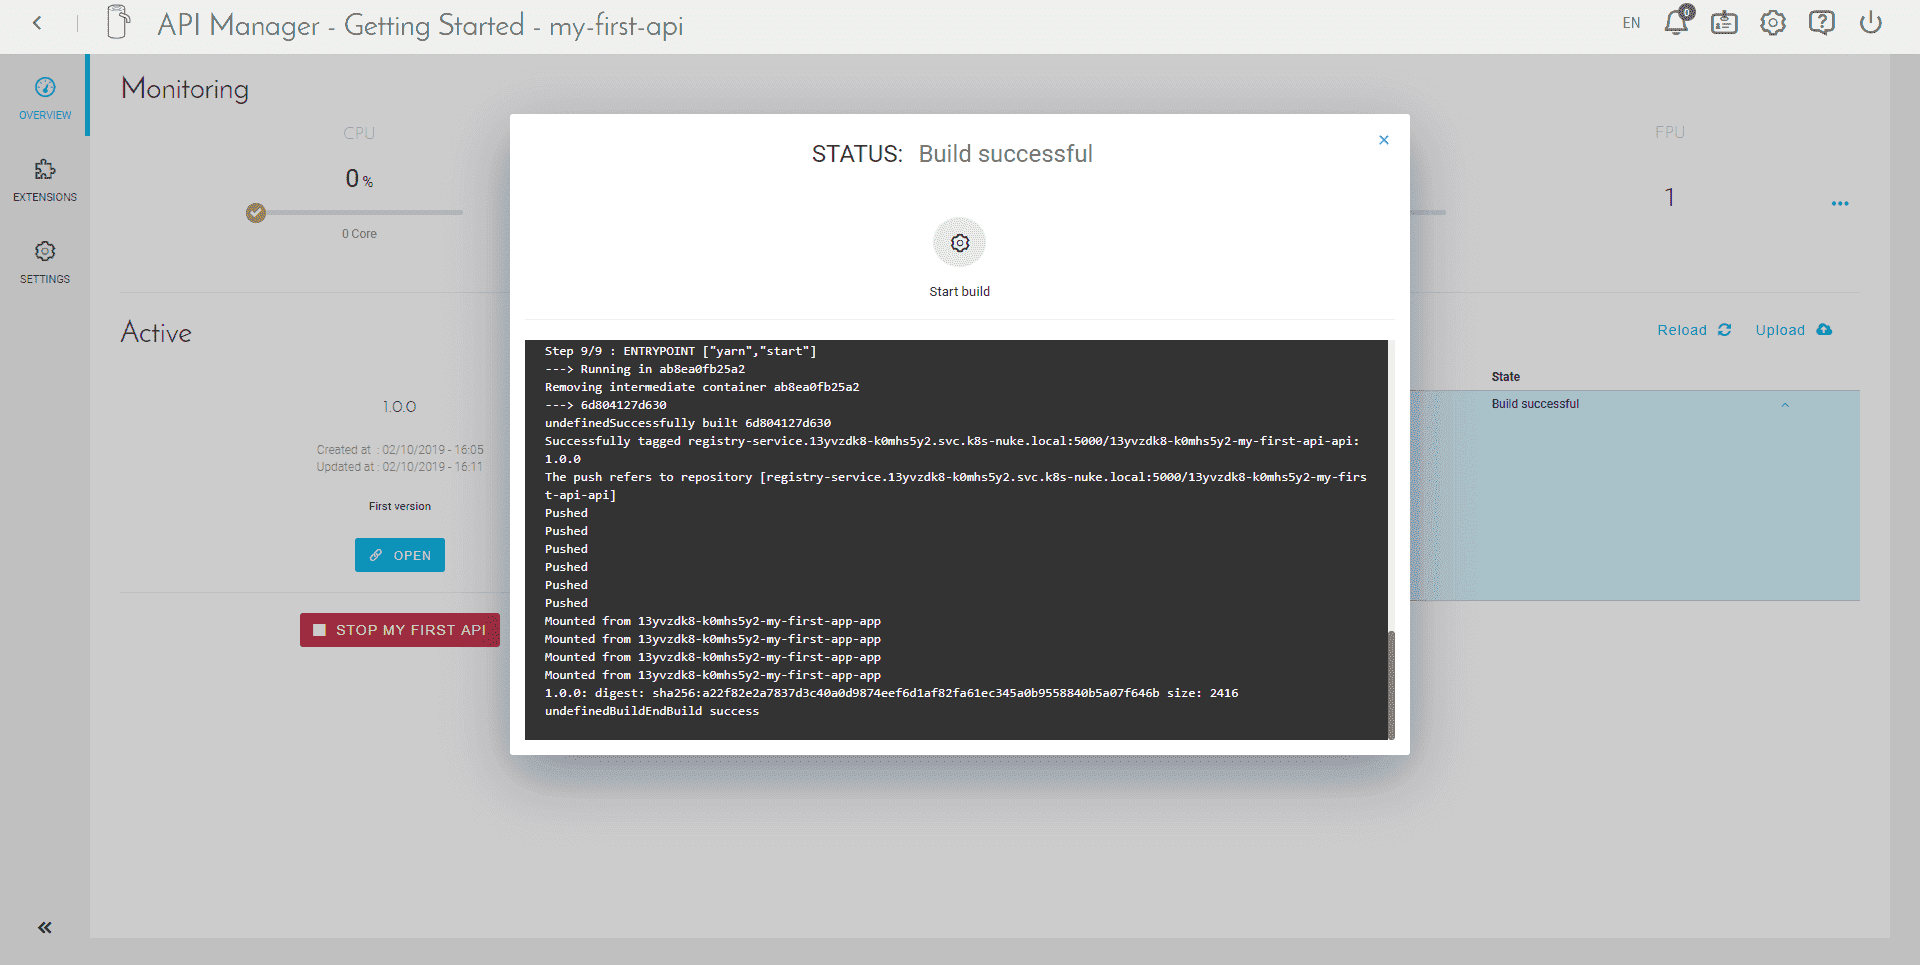 API Manager - Getting Started - my-first-api
EN
0
OVERVIEW
EXTENSIONS
SETTINGS
Monitoring
CPU
0 %
0 Core
FPU
1
Active
1.0.0
Created at : 02/10/2019 - 16:05
Updated at : 02/10/2019 - 16:11
First version
OPEN
STOP MY FIRST API
Reload
Upload
State
Build successful
STATUS: Build successful
Start build
Step 9/9 : ENTRYPOINT ["yarn","start"]
---> Running in ab8ea0fb25a2
Removing intermediate container ab8ea0fb25a2
---> 6d804127d630
undefinedSuccessfully built 6d804127d630
Successfully tagged registry-service.13yvzdk8-k0mhs5y2.svc.k8s-nuke.local:5000/13yvzdk8-k0mhs5y2-my-first-api-api:
1.0.0
The push refers to repository [registry-service.13yvzdk8-k0mhs5y2.svc.k8s-nuke.local:5000/13yvzdk8-k0mhs5y2-my-firs
t-api-api]
Pushed
Pushed
Pushed
Pushed
Pushed
Pushed
Mounted from 13yvzdk8-k0mhs5y2-my-first-app-app
Mounted from 13yvzdk8-k0mhs5y2-my-first-app-app
Mounted from 13yvzdk8-k0mhs5y2-my-first-app-app
Mounted from 13yvzdk8-k0mhs5y2-my-first-app-app
1.0.0: digest: sha256:a22f82e2a7837d3c40a0d9874eef6d1af82fa61ec345a0b9558840b5a07f646b size: 2416
undefinedBuildEndBuild success